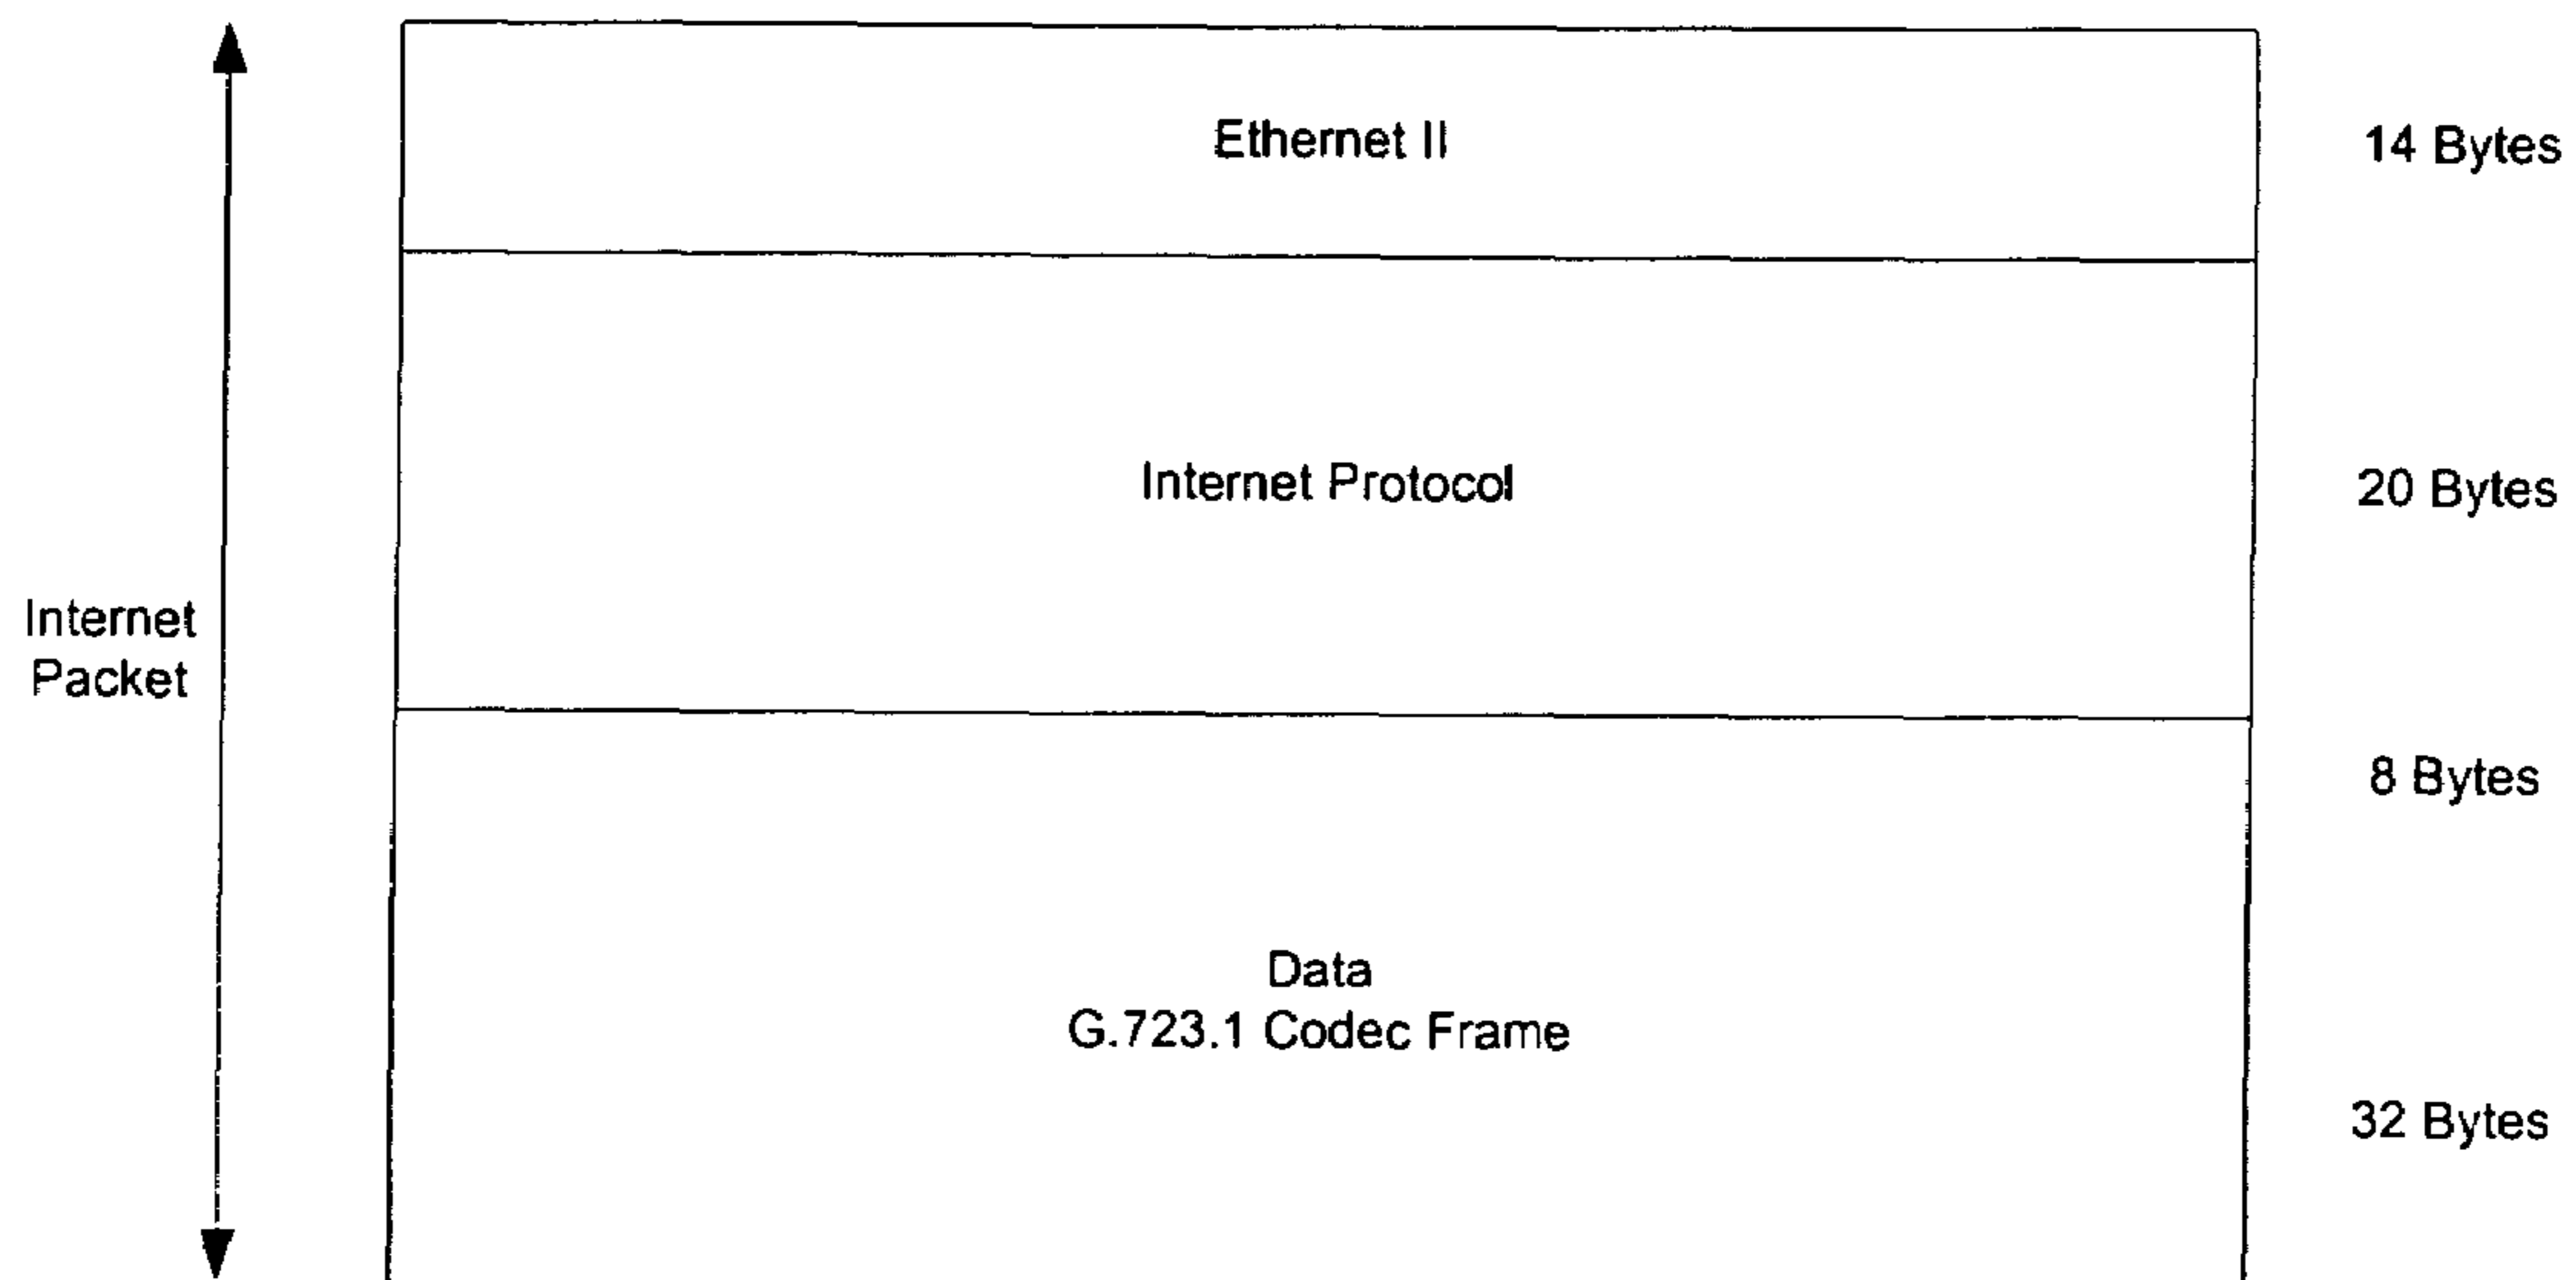 Ethernet II
14 Bytes
Internet Protocol
20 Bytes
Internet
Packet
8 Bytes
Data
G.723.1 Codec Frame
32 Bytes